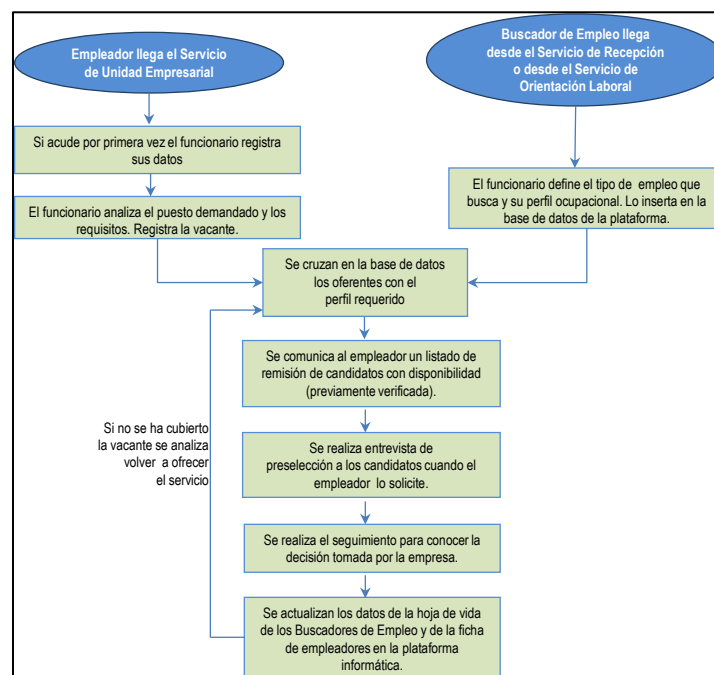 Empleador llega el Servicio
de Unidad Empresarial
Buscador de Empleo llega
desde el Servicio de Recepción
o desde el Servicio de
Orientación Laboral
Si acude por primera vez el funcionario registra
sus datos
El funcionario define el tipo de empleo que
busca y su perfil ocupacional. Lo inserta en la
base de datos de la plataforma.
El funcionario analiza el puesto demandado y los
requisitos. Registra la vacante.
Se cruzan en la base de datos
los oferentes con el
perfil requerido
Se comunica al empleador un listado de
remisión de candidatos con disponibilidad
(previamente verificada).
Si no se ha cubierto
la vacante se analiza
volver a ofrecer
el servicio
Se realiza entrevista de
preselección a los candidatos cuando el
empleador lo solicite.
Se realiza el seguimiento para conocer la
decisión tomada por la empresa.
Se actualizan los datos de la hoja de vida
de los Buscadores de Empleo y de la ficha
de empleadores en la plataforma
informática.